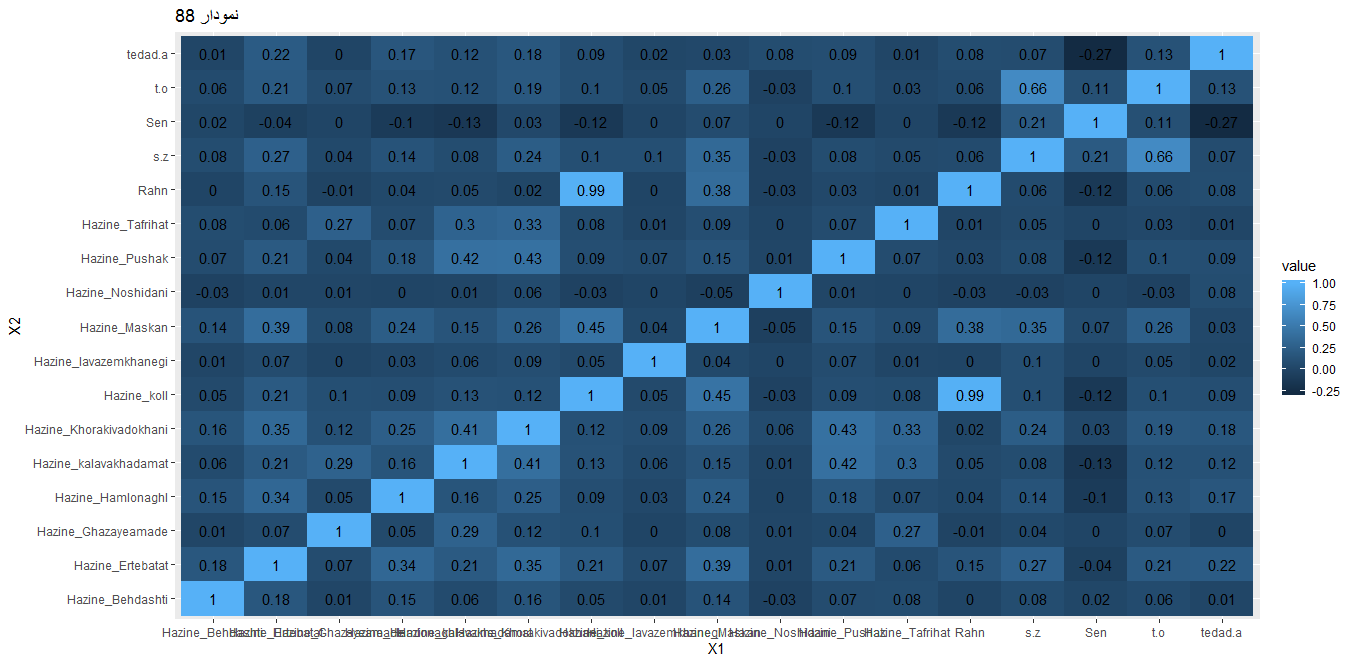 نمودار 88
tedad.a 0.01 0.22 0 0.17 0.12 0.18 0.09 0.02 0.03 0.08 0.09 0.01 0.08 0.07 -0.27 0.13 1
t.o 0.06 0.21 0.07 0.13 0.12 0.19 0.1 0.05 0.26 -0.03 0.1 0.03 0.06 0.66 0.11 1 0.13
Sen 0.02 -0.04 0 -0.1 -0.13 0.03 -0.12 0 0.07 0 -0.12 0 -0.12 0.21 1 0.11 -0.27
s.z 0.08 0.27 0.04 0.14 0.08 0.24 0.1 0.1 0.35 -0.03 0.08 0.05 0.06 1 0.21 0.66 0.07
Rahn 0 0.15 -0.01 0.04 0.05 0.02 0.99 0 0.38 -0.03 0.03 0.01 1 0.06 -0.12 0.06 0.08
Hazine_Tafrihat 0.08 0.06 0.27 0.07 0.3 0.33 0.08 0.01 0.09 0 0.07 1 0.01 0.05 0 0.03 0.01
Hazine_Pushak 0.07 0.21 0.04 0.18 0.42 0.43 0.09 0.07 0.15 0.01 1 0.07 0.03 0.08 -0.12 0.1 0.09
Hazine_Noshidani -0.03 0.01 0.01 0 0.01 0.06 -0.03 0 -0.05 1 0.01 0 -0.03 -0.03 0 -0.03 0.08
Hazine_Maskan 0.14 0.39 0.08 0.24 0.15 0.26 0.45 0.04 1 -0.05 0.15 0.09 0.38 0.35 0.07 0.26 0.03
Hazine_lavazemkhanegi 0.01 0.07 0 0.03 0.06 0.09 0.05 1 0.04 0 0.07 0.01 0 0.1 0 0.05 0.02
Hazine_koll 0.05 0.21 0.1 0.09 0.13 0.12 1 0.05 0.45 -0.03 0.09 0.08 0.99 0.1 -0.12 0.1 0.09
Hazine_Khorakivadokhani 0.16 0.35 0.12 0.25 0.41 1 0.12 0.09 0.26 0.06 0.43 0.33 0.02 0.24 0.03 0.19 0.18
Hazine_kalavakhadamat 0.06 0.21 0.29 0.16 1 0.41 0.13 0.06 0.15 0.01 0.42 0.3 0.05 0.08 -0.13 0.12 0.12
Hazine_Hamlonaghl 0.15 0.34 0.05 1 0.16 0.25 0.09 0.03 0.24 0 0.18 0.07 0.04 0.14 -0.1 0.13 0.17
Hazine_Ghazayeamade 0.01 0.07 1 0.05 0.29 0.12 0.1 0 0.08 0.01 0.04 0.27 -0.01 0.04 0 0.07 0
Hazine_Ertebatat 0.18 1 0.07 0.34 0.21 0.35 0.21 0.07 0.39 0.01 0.21 0.06 0.15 0.27 -0.04 0.21 0.22
Hazine_Behdashti 1 0.18 0.01 0.15 0.06 0.16 0.05 0.01 0.14 -0.03 0.07 0.08 0 0.08 0.02 0.06 0.01
Hazine_Tafrihat Rahn s.z Sen t.o tedad.a
X1
X2
value
1.00
0.75
0.50
0.25
0.00
-0.25